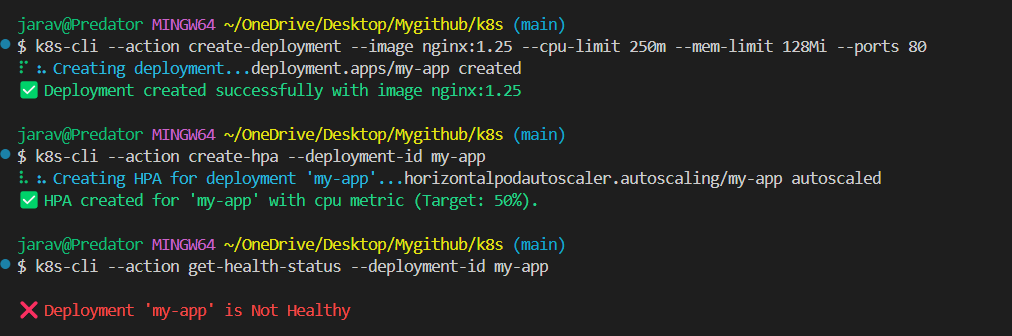 jarav@Predator MINGW64 ~/OneDrive/Desktop/Mygithub/k8s (main)
$ k8s-cli --action create-deployment --image nginx:1.25 --cpu-limit 250m --mem-limit 128Mi --ports 80
Creating deployment...deployment.apps/my-app created
✅ Deployment created successfully with image nginx:1.25
jarav@Predator MINGW64 ~/OneDrive/Desktop/Mygithub/k8s (main)
$ k8s-cli --action create-hpa --deployment-id my-app
Creating HPA for deployment 'my-app'...horizontalpodautoscaler.autoscaling/my-app autoscaled
✅ HPA created for 'my-app' with cpu metric (Target: 50%).
jarav@Predator MINGW64 ~/OneDrive/Desktop/Mygithub/k8s (main)
$ k8s-cli --action get-health-status --deployment-id my-app
❌ Deployment 'my-app' is Not Healthy